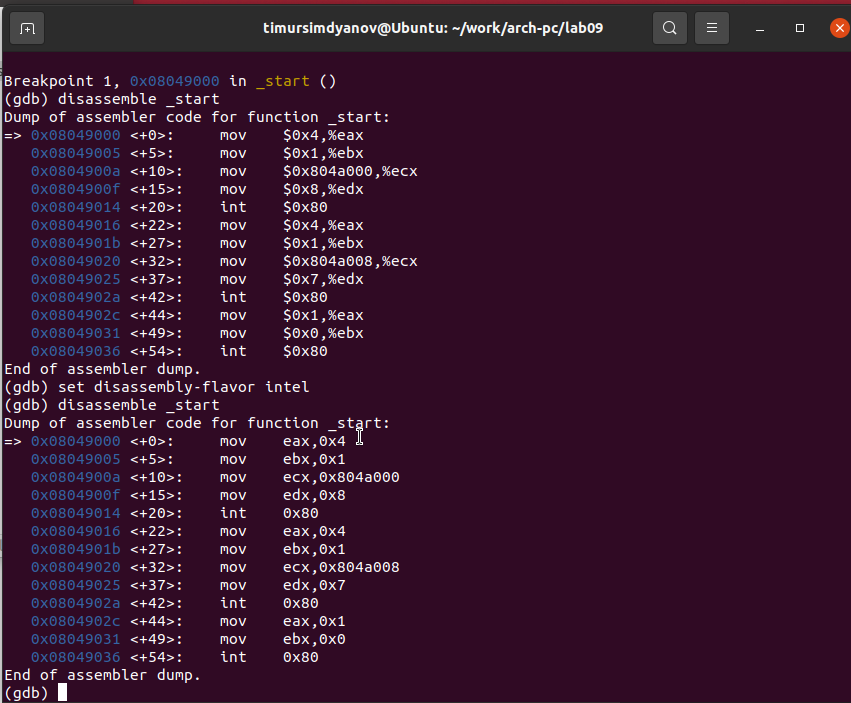 timursimdyanov@Ubuntu: ~/work/arch-pc/lab09
Breakpoint 1, 0x08049000 in _start ()
(gdb) disassemble _start
Dump of assembler code for function _start:
=> 0x08049000 <+0>:     mov    $0x4,%eax
   0x08049005 <+5>:     mov    $0x1,%ebx
   0x0804900a <+10>:    mov    $0x804a000,%ecx
   0x0804900f <+15>:    mov    $0x8,%edx
   0x08049014 <+20>:    int    $0x80
   0x08049016 <+22>:    mov    $0x4,%eax
   0x0804901b <+27>:    mov    $0x1,%ebx
   0x08049020 <+32>:    mov    $0x804a008,%ecx
   0x08049025 <+37>:    mov    $0x7,%edx
   0x0804902a <+42>:    int    $0x80
   0x0804902c <+44>:    mov    $0x1,%eax
   0x08049031 <+49>:    mov    $0x0,%ebx
   0x08049036 <+54>:    int    $0x80
End of assembler dump.
(gdb) set disassembly-flavor intel
(gdb) disassemble _start
Dump of assembler code for function _start:
=> 0x08049000 <+0>:     mov    eax,0x4
   0x08049005 <+5>:     mov    ebx,0x1
   0x0804900a <+10>:    mov    ecx,0x804a000
   0x0804900f <+15>:    mov    edx,0x8
   0x08049014 <+20>:    int    0x80
   0x08049016 <+22>:    mov    eax,0x4
   0x0804901b <+27>:    mov    ebx,0x1
   0x08049020 <+32>:    mov    ecx,0x804a008
   0x08049025 <+37>:    mov    edx,0x7
   0x0804902a <+42>:    int    0x80
   0x0804902c <+44>:    mov    eax,0x1
   0x08049031 <+49>:    mov    ebx,0x0
   0x08049036 <+54>:    int    0x80
End of assembler dump.
(gdb)